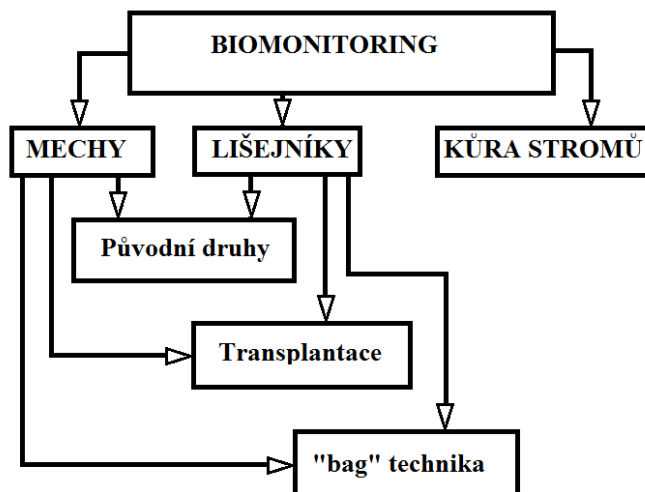 BIOMONITORING
MECHY
LIŠEJNÍKY
KŮRA STROMŮ
Původní druhy
Transplantace
"bag" technika